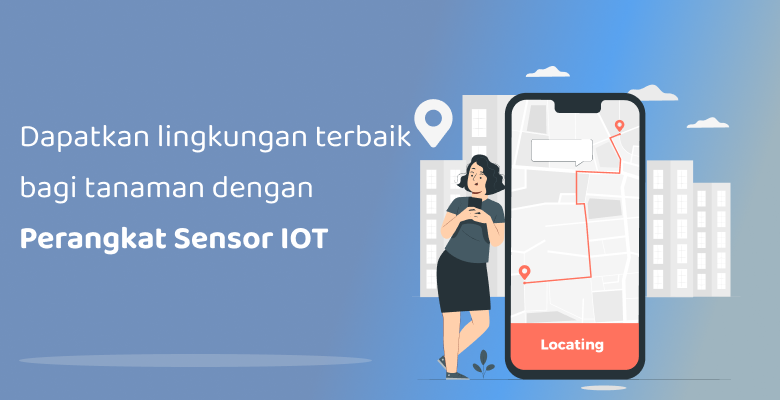 Dapatkan lingkungan terbaik
bagi tanaman dengan
Perangkat Sensor IOT
Locating